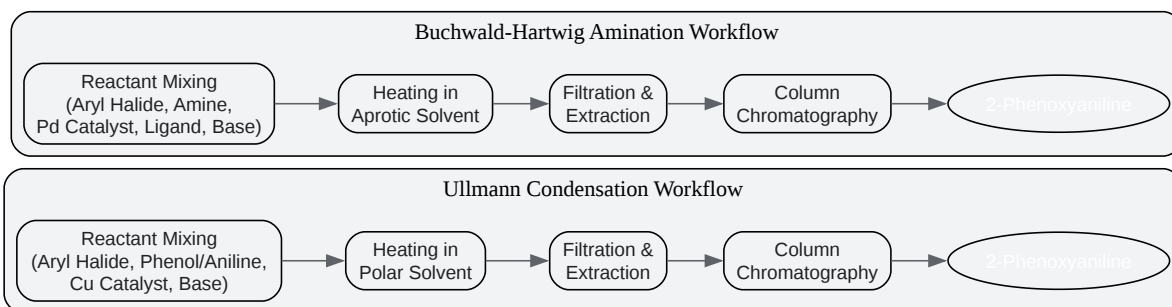 Buchwald-Hartwig Amination Workflow
Reactant Mixing
(Aryl Halide, Amine,
Pd Catalyst, Ligand, Base)
Heating in
Aprotic Solvent
Filtration &
Extraction
Column
Chromatography
2-Phenoxyaniline
Ullmann Condensation Workflow
Reactant Mixing
(Aryl Halide, Phenol/Aniline,
Cu Catalyst, Base)
Heating in
Polar Solvent
Filtration &
Extraction
Column
Chromatography
2-Phenoxyaniline